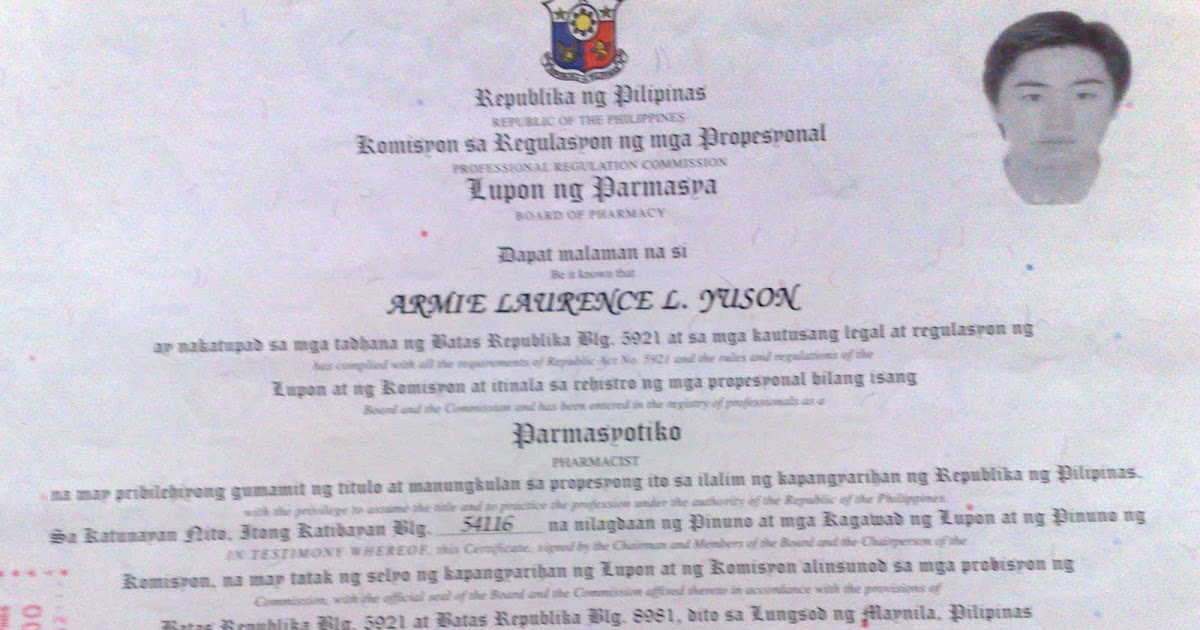 Republika ng Pilipinas
REPUBLIC OF THE PHILIPPINES
Komisyon sa Regulasyon ng mga Propesyonal
PROFESSIONAL REGULATION COMMISSION
Lupon ng Parmasya
BOARD OF PHARMACY
Dapat malaman na si
Be it known that
ARMIE LAURENCE L. YUSON
ay nakatupad sa mga tadhana ng Batas Republika Blg. 5921 at sa mga kautusang legal at regulasyon ng
has complied with all the requirements of Republic Act No. 5921 and the rules and regulations of the
Lupon at ng Komisyon at itinala sa rehistro ng mga propesyonal bilang isang
Board and the Commission and has been entered in the registry of professionals as a
Parmasyotiko
PHARMACIST
na may pribilehiyong gumamit ng titulo at manungkulan sa propesyong ito sa ilalim ng kapangyarihan ng Republika ng Pilipinas.
with the privilege to assume the title and to practice the profession under the authority of the Republic of the Philippines.
Sa Katunayan Nito, Itong Katibayan Blg. 54116 na nilagdaan ng Pinuno at mga Kagawad ng Lupon at ng Pinuno ng
IN TESTIMONY WHEREOF, this Certificate, signed by the Chairman and Members of the Board and the Chairperson of the
Komisyon, na may tatak ng selyo ng kapangyarihan ng Lupon at ng Komisyon alinsunod sa mga probisyon ng
Commission, with the official seal of the Board and the Commission affixed thereto in accordance with the provisions of
Batas Republika Blg. 5921 at Batas Republika Blg. 8981, dito sa Lungsod ng Maynila, Pilipinas